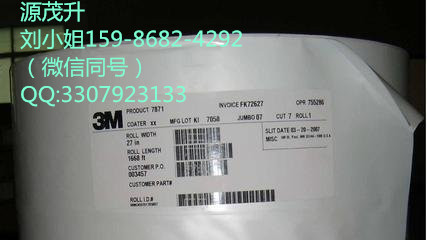 源茂升
刘小姐159-8682-4292
（微信同号）
QQ:3307923133
3M
PRODUCT 7871 INVOICE FK72627 OPR 755286
COATER xx MFG LOT KI 7058 JUMBO 07 CUT 7 ROLL 1
ROLL WIDTH
27 in
SLIT DATE 03-20-2007
MISC
ROLL LENGTH
1668 ft
CUSTOMER P.O.
003457
CUSTOMER PART#
ROLL I.D.#